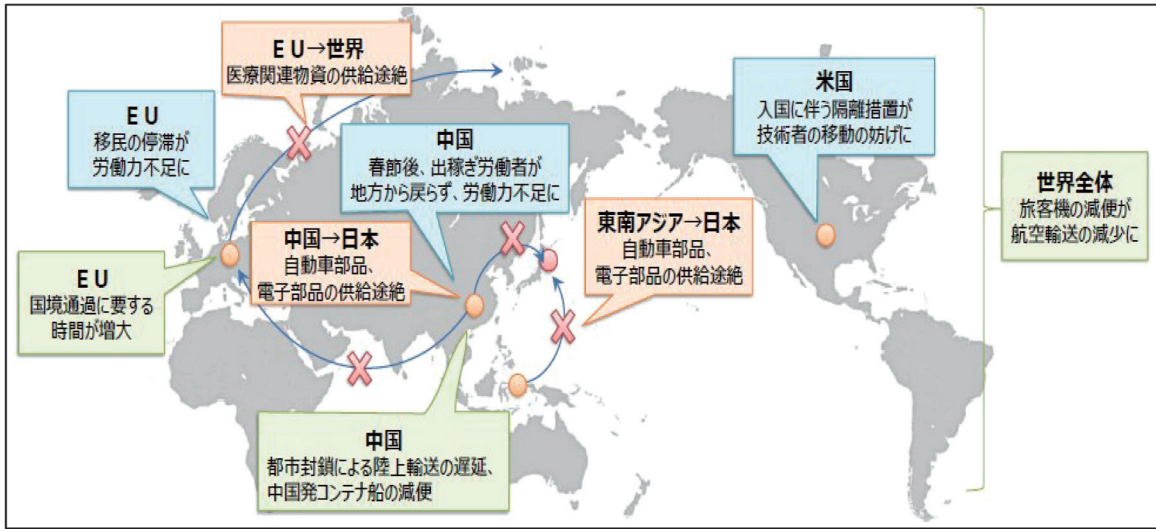 ＥＵ→世界
医療関連物資の供給途絶
ＥＵ
移民の停滞が
労働力不足に
中国
春節後、出稼ぎ労働者が
地方から戻らず、労働力不足に
米国
入国に伴う隔離措置が
技術者の移動の妨げに
世界全体
旅客機の減便が
航空輸送の減少に
中国→日本
自動車部品、
電子部品の供給途絶
東南アジア→日本
自動車部品、
電子部品の供給途絶
ＥＵ
国境通過に要する
時間が増大
中国
都市封鎖による陸上輸送の遅延、
中国発コンテナ船の減便